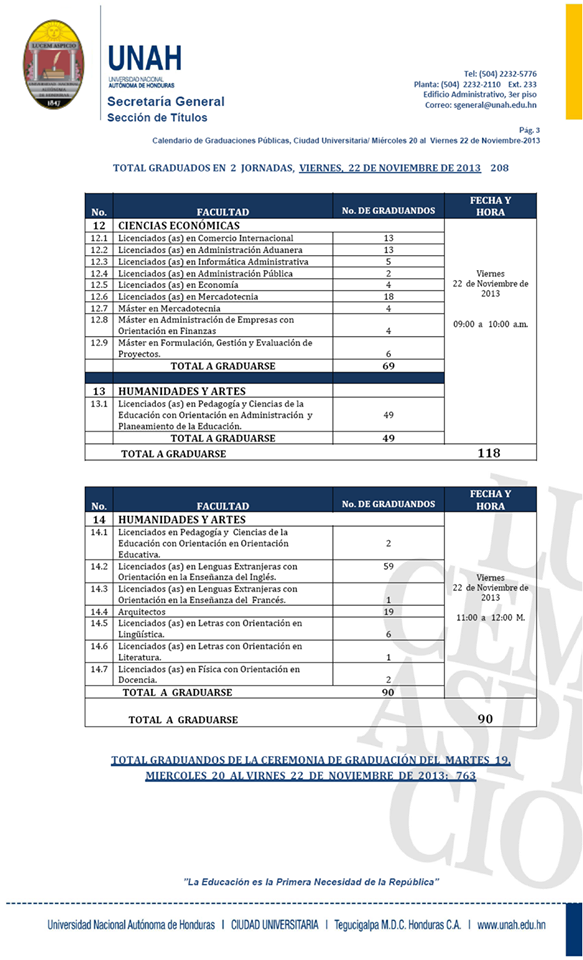 LUCEM ASPICIO
1847
UNAH
UNIVERSIDAD NACIONAL
AUTÓNOMA DE HONDURAS
Secretaría General
Sección de Títulos
Tel: (504) 2232-5776
Planta: (504) 2232-2110 Ext. 233
Edificio Administrativo, 3er piso
Correo: sgeneral@unah.edu.hn
Pág. 3
Calendario de Graduaciones Públicas, Ciudad Universitaria/ Miércoles 20 al Viernes 22 de Noviembre-2013
TOTAL GRADUADOS EN 2 JORNADAS, VIERNES, 22 DE NOVIEMBRE DE 2013 208
No. FACULTAD No. DE GRADUANDOS FECHA Y HORA
12 CIENCIAS ECONÓMICAS
12.1 Licenciados (as) en Comercio Internacional 13
12.2 Licenciados (as) en Administración Aduanera 13
12.3 Licenciados (as) en Informática Administrativa 5
12.4 Licenciados (as) en Administración Pública 2
12.5 Licenciados (as) en Economía 4
12.6 Licenciados (as) en Mercadotecnia 18
12.7 Máster en Mercadotecnia 4
12.8 Máster en Administración de Empresas con
Orientación en Finanzas 4
12.9 Máster en Formulación, Gestión y Evaluación de
Proyectos. 6
TOTAL A GRADUARSE 69
Viernes
22 de Noviembre de
2013
09:00 a 10:00 a.m.
13 HUMANIDADES Y ARTES
13.1 Licenciados (as) en Pedagogía y Ciencias de la
Educación con Orientación en Administración y 49
Planeamiento de la Educación.
TOTAL A GRADUARSE 49
TOTAL A GRADUARSE 118
No. FACULTAD No. DE GRADUANDOS FECHA Y HORA
14 HUMANIDADES Y ARTES
14.1 Licenciados en Pedagogía y Ciencias de la
Educación con Orientación en Orientación 2
Educativa.
14.2 Licenciados (as) en Lenguas Extranjeras con 59
Orientación en la Enseñanza del Inglés.
14.3 Licenciados (as) en Lenguas Extranjeras con
Orientación en la Enseñanza del Francés. 1
14.4 Arquitectos 19
14.5 Licenciados (as) en Letras con Orientación en
Lingüística. 6
14.6 Licenciados (as) en Letras con Orientación en
Literatura. 1
14.7 Licenciados (as) en Física con Orientación en
Docencia. 2
TOTAL A GRADUARSE 90
Viernes
22 de Noviembre de
2013
11:00 a 12:00 M.
TOTAL A GRADUARSE 90
LU
CEM
ASPI
CIO
TOTAL GRADUANDOS DE LA CEREMONIA DE GRADUACIÓN DEL MARTES 19,
MIERCOLES 20 AL VIRNES 22 DE NOVIEMBRE DE 2013: 763
"La Educación es la Primera Necesidad de la República"
Universidad Nacional Autónoma de Honduras I CIUDAD UNIVERSITARIA I Tegucigalpa M.D.C. Honduras C.A. I www.unah.edu.hn